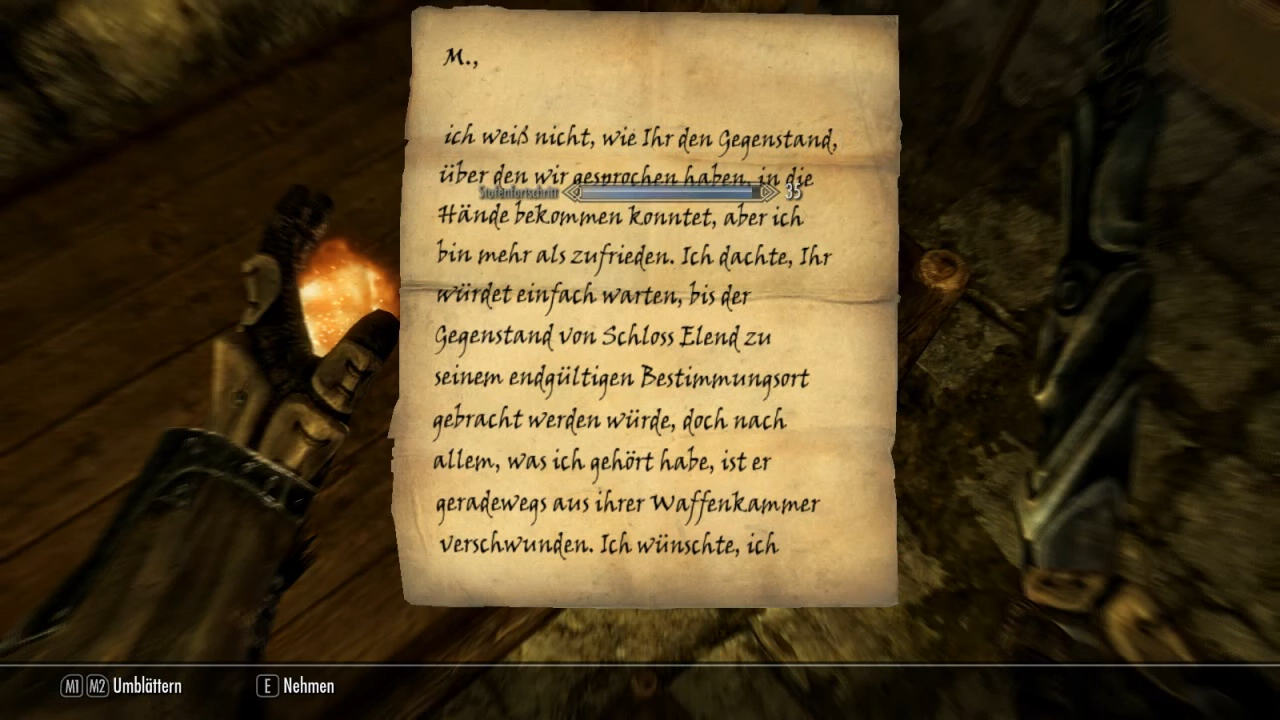 M.,
ich weiß nicht, wie Ihr den Gegenstand,
über den wir gesprochen haben, in die
Stufenfortschritt 35
Hände bekommen konntet, aber ich
bin mehr als zufrieden. Ich dachte, Ihr
würdet einfach warten, bis der
Gegenstand von Schloss Elend zu
seinem endgültigen Bestimmungsort
gebracht werden würde, doch nach
allem, was ich gehört habe, ist er
geradewegs aus ihrer Waffenkammer
verschwunden. Ich wünschte, ich
M1 M2 Umblättern E Nehmen